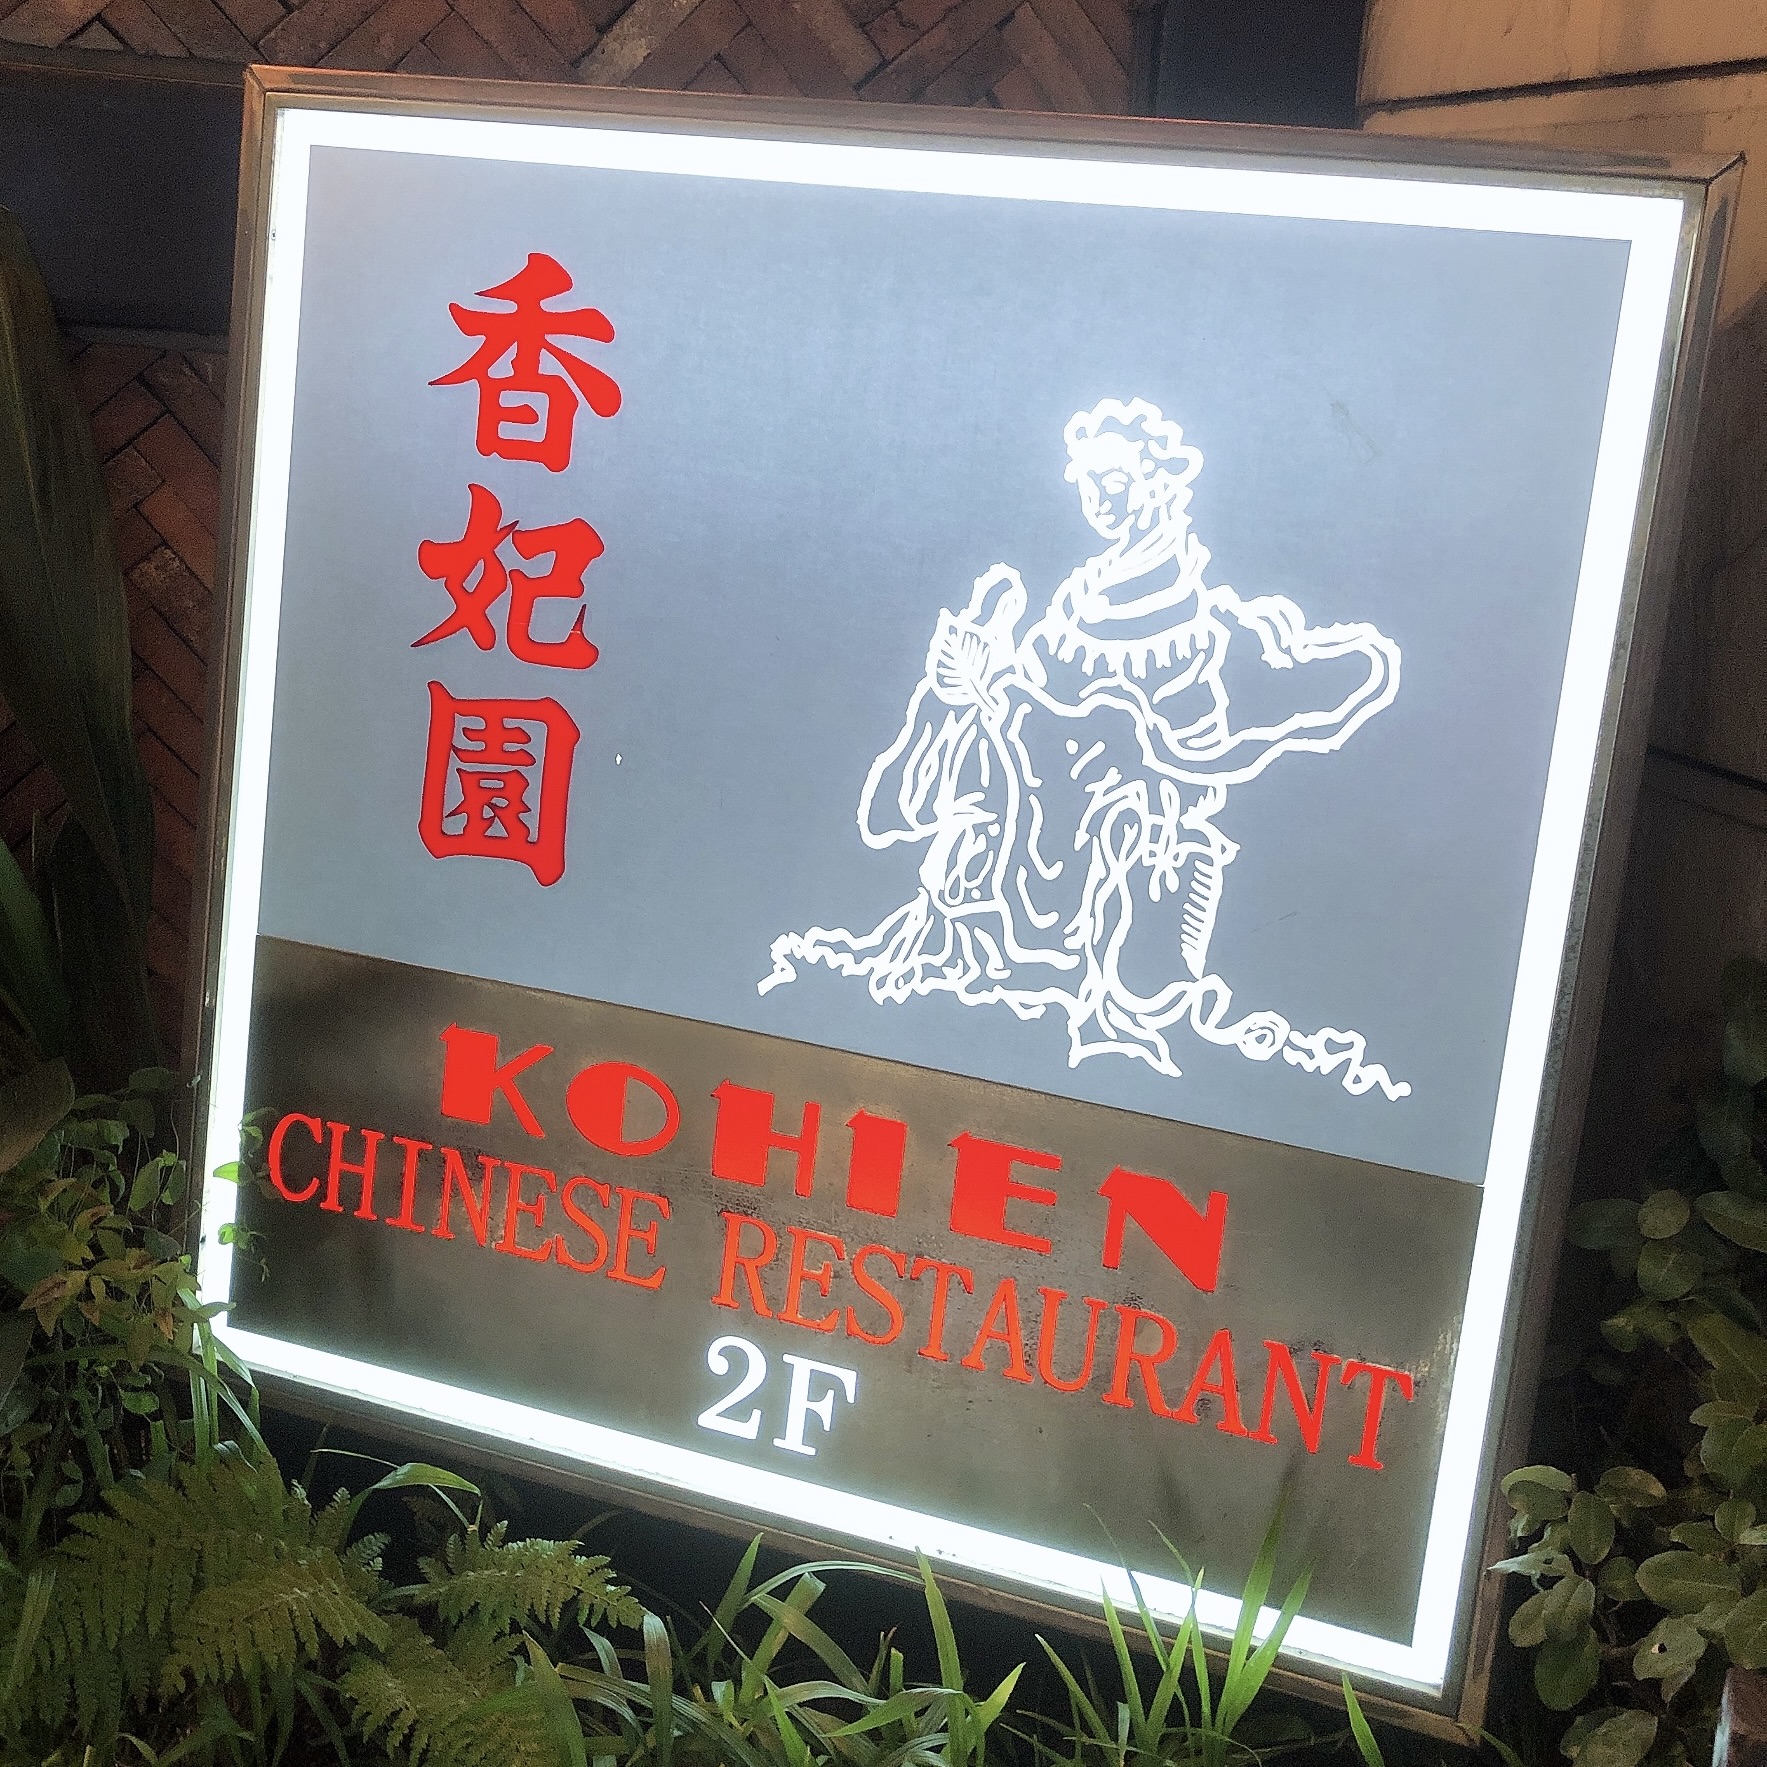 香妃園
KOHIEN
CHINESE RESTAURANT
2F